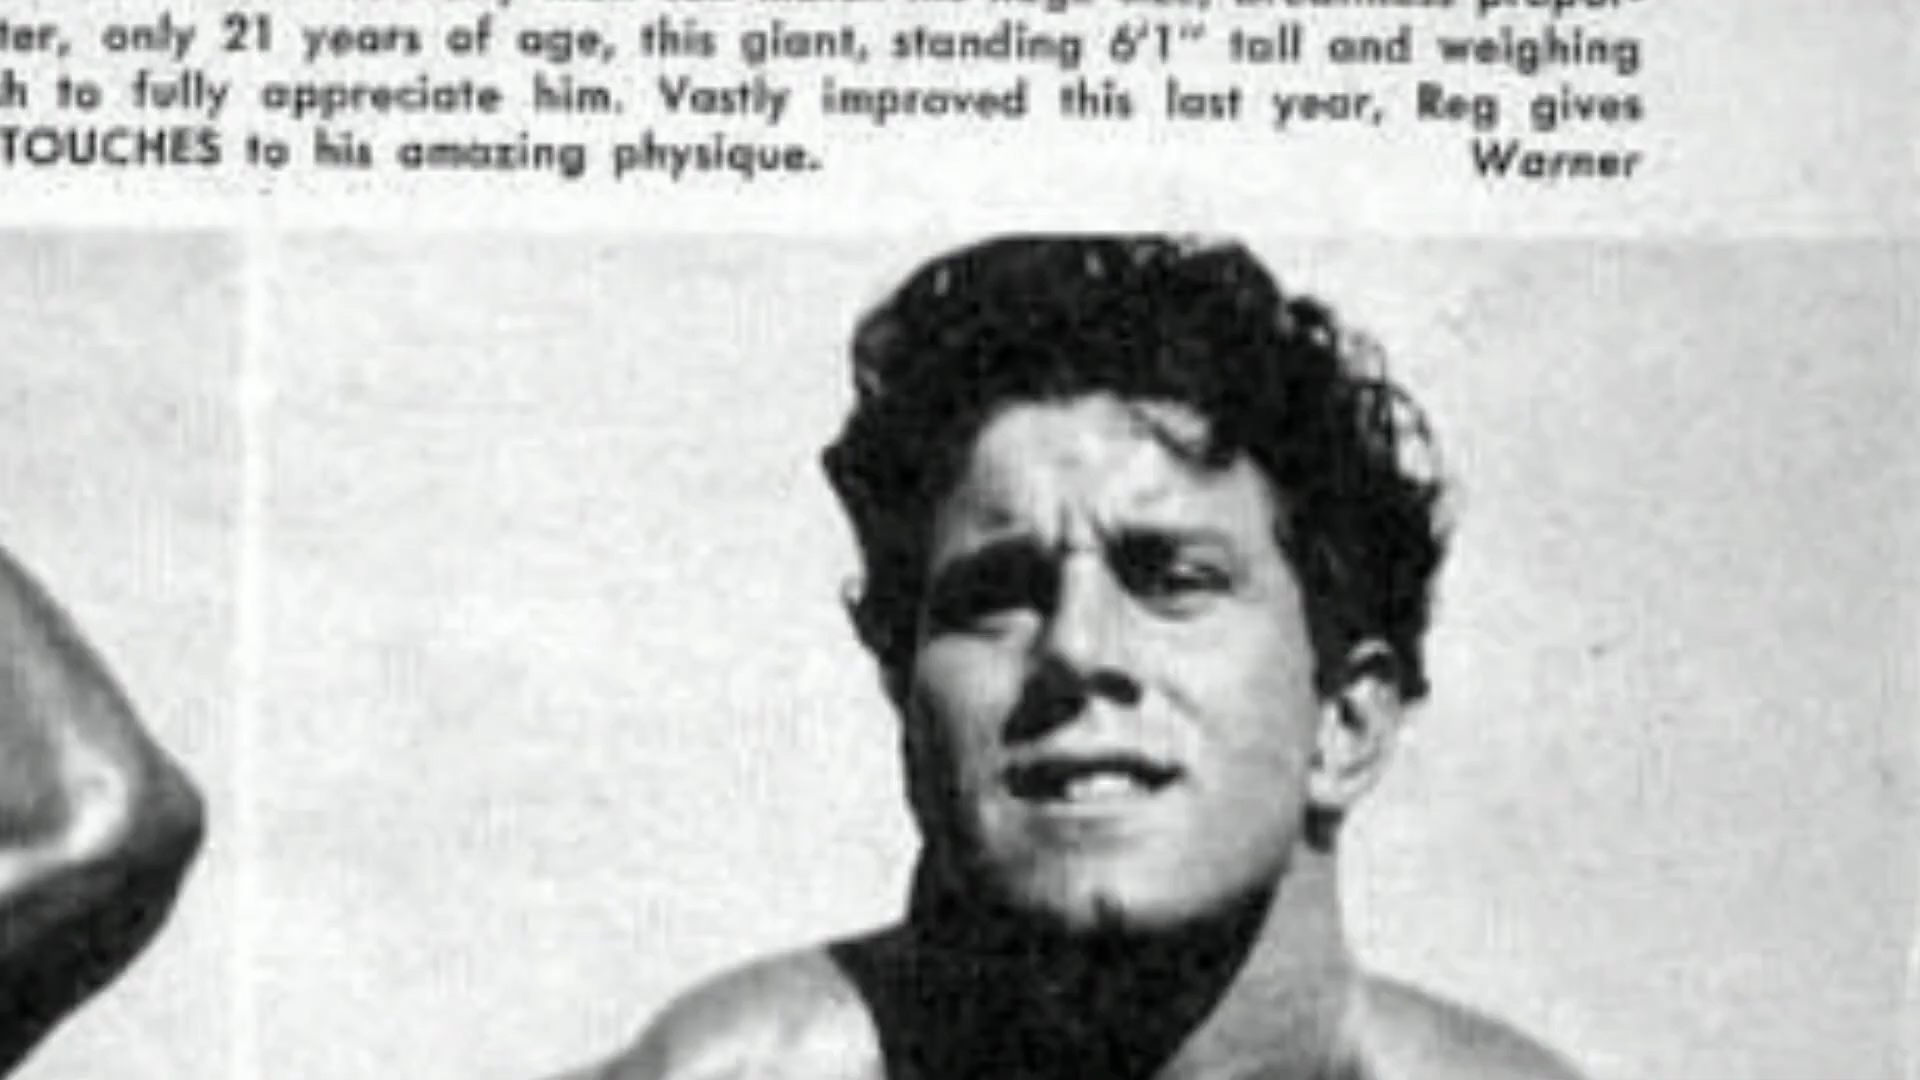 ter, only 21 years of age, this giant, standing 6'1" tall and weighing
h to fully appreciate him. Vastly improved this last year, Reg gives
TOUCHES to his amazing physique.
Warner